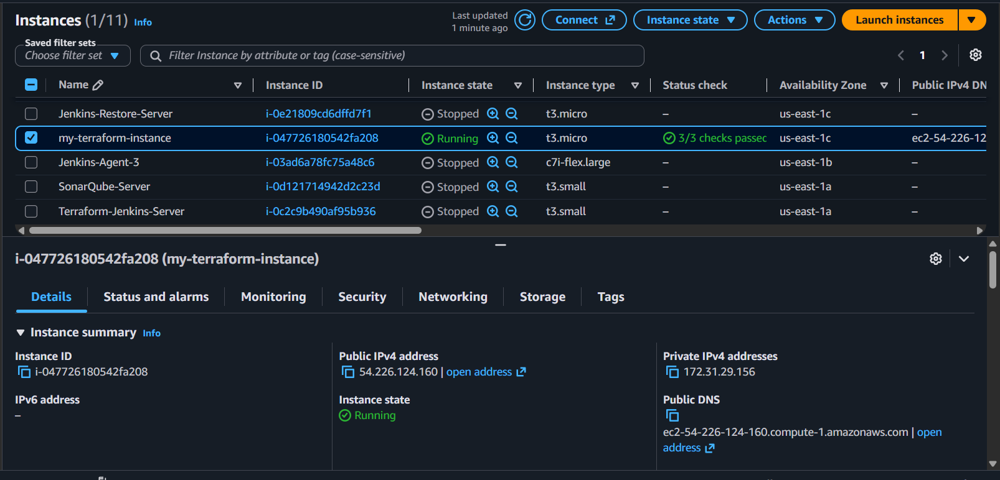 Instances (1/11) Info
Last updated
1 minute ago
Connect
Instance state
Actions
Launch instances
Saved filter sets
Choose filter set
Filter Instance by attribute or tag (case-sensitive)
1
Name Instance ID Instance state Instance type Status check Availability Zone Public IPv4 DN
Jenkins-Restore-Server i-0e21809cd6dffd7f1 Stopped t3.micro – us-east-1c –
my-terraform-instance i-047726180542fa208 Running t3.micro 3/3 checks passec us-east-1c ec2-54-226-12
Jenkins-Agent-3 i-03ad6a78fc75a48c6 Stopped c7i-flex.large – us-east-1b –
SonarQube-Server i-0d121714942d2c23d Stopped t3.small – us-east-1a –
Terraform-Jenkins-Server i-0c2c9b490af95b936 Stopped t3.small – us-east-1a –
i-047726180542fa208 (my-terraform-instance)
Details Status and alarms Monitoring Security Networking Storage Tags
Instance summary Info
Instance ID
i-047726180542fa208
IPv6 address
–
Public IPv4 address
54.226.124.160 | open address
Instance state
Running
Private IPv4 addresses
172.31.29.156
Public DNS
ec2-54-226-124-160.compute-1.amazonaws.com | open
address